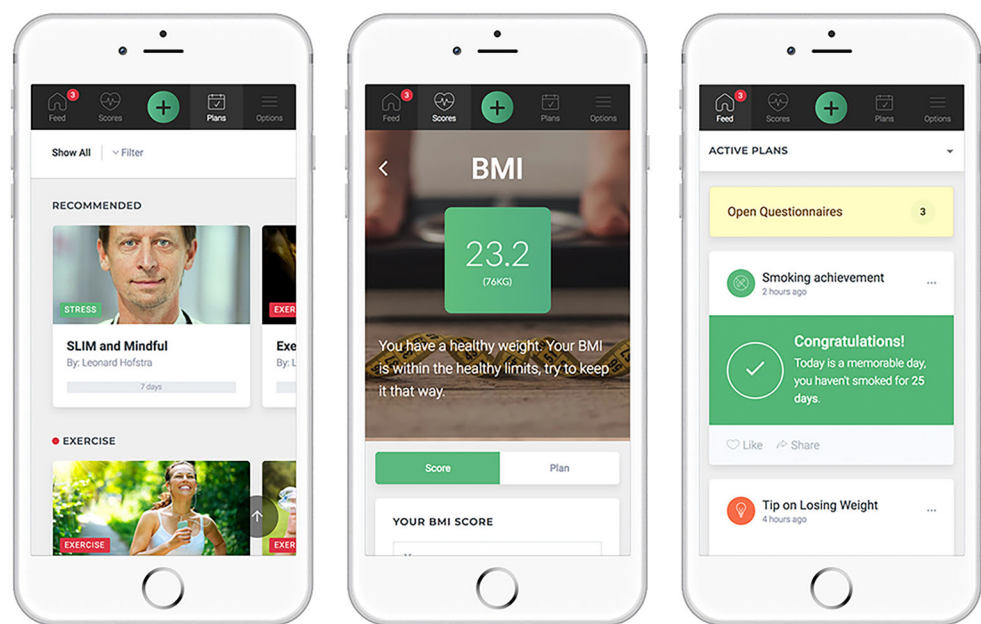 3
Feed
Scores
Plans
Options
Show All
Filter
RECOMMENDED
STRESS
EXER
SLIM and Mindful
Exe
By: Leonard Hofstra
By: L
7 days
EXERCISE
EXERCISE
EXER
3
Feed
Scores
Plans
Options
BMI
23.2
(76KG)
You have a healthy weight. Your BMI
is within the healthy limits, try to keep
it that way.
Score
Plan
YOUR BMI SCORE
3
Feed
Scores
Plans
Options
ACTIVE PLANS
Open Questionnaires
3
Smoking achievement
2 hours ago
Congratulations!
Today is a memorable day,
you haven't smoked for 25
days.
Like
Share
Tip on Losing Weight
4 hours ago